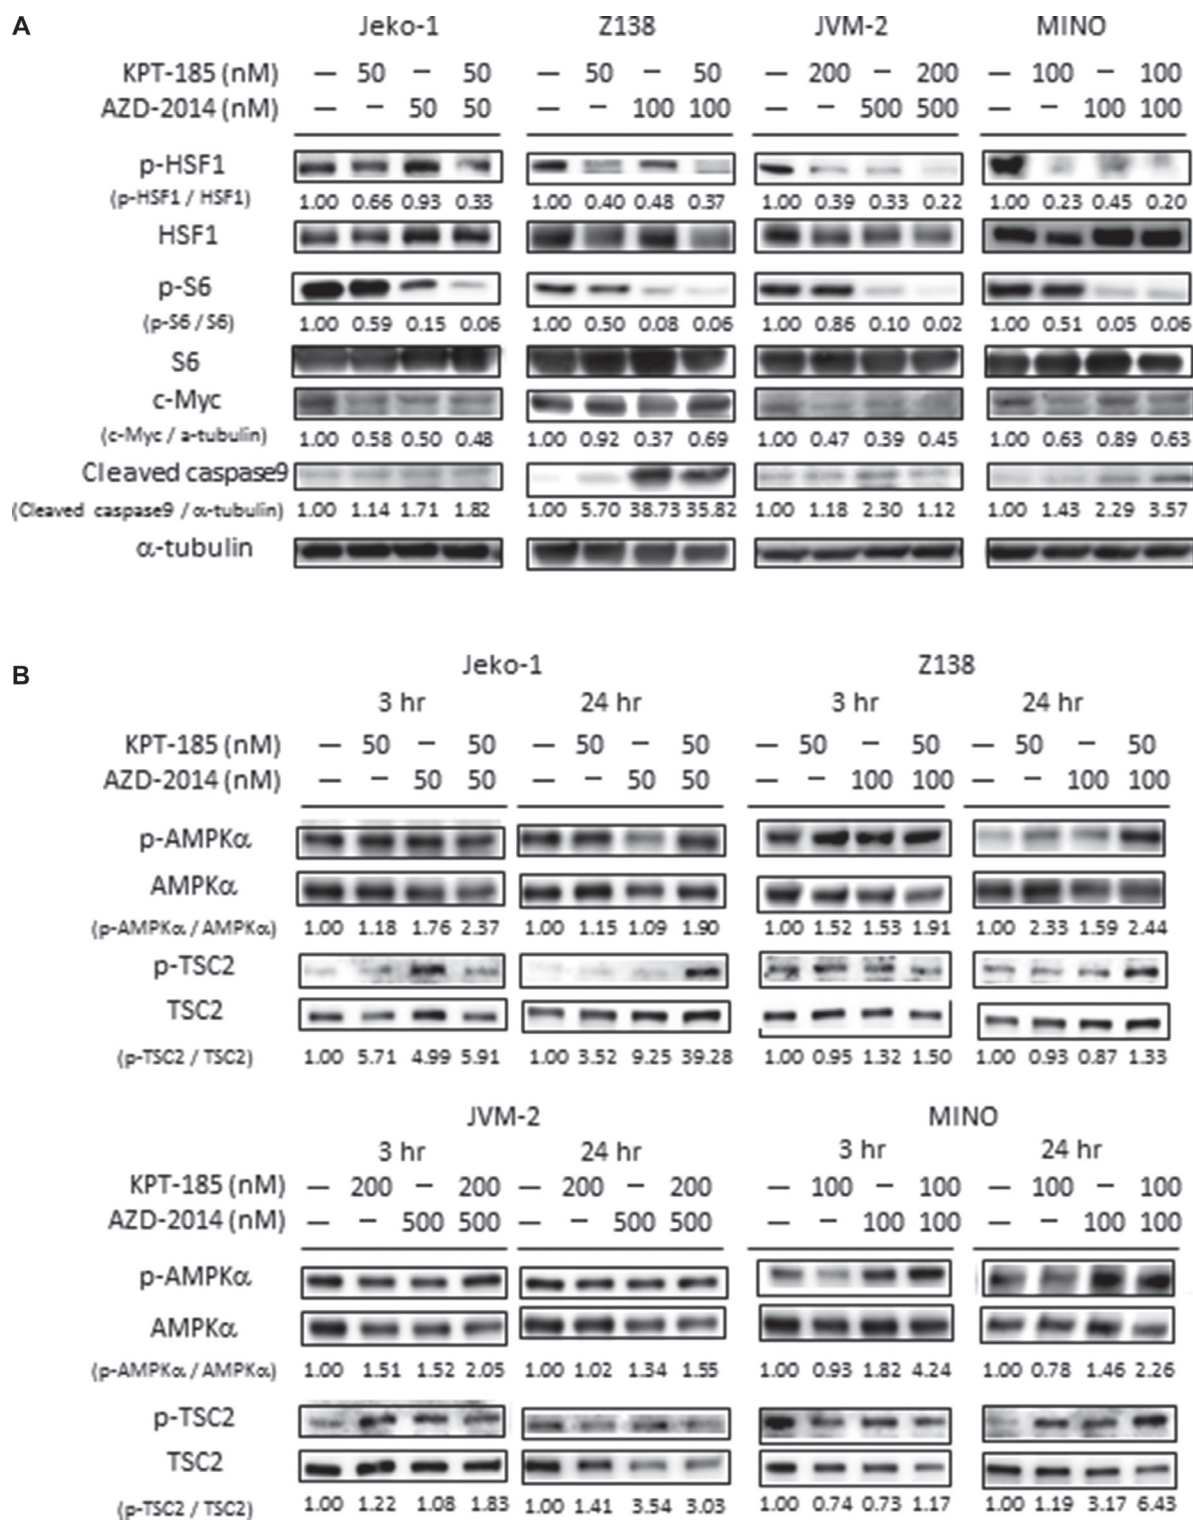 A
Jeko-1 Z138 JVM-2 MINO
KPT-185 (nM) — 50 – 50 — 50 – 50 — 200 – 200 — 100 – 100
AZD-2014 (nM) — – 50 50 — – 100 100 — – 500 500 — – 100 100
p-HSF1
(p-HSF1 / HSF1) 1.00 0.66 0.93 0.33 1.00 0.40 0.48 0.37 1.00 0.39 0.33 0.22 1.00 0.23 0.45 0.20
HSF1
p-S6
(p-S6 / S6) 1.00 0.59 0.15 0.06 1.00 0.50 0.08 0.06 1.00 0.86 0.10 0.02 1.00 0.51 0.05 0.06
S6
c-Myc
(c-Myc / a-tubulin) 1.00 0.58 0.50 0.48 1.00 0.92 0.37 0.69 1.00 0.47 0.39 0.45 1.00 0.63 0.89 0.63
Cleaved caspase9
(Cleaved caspase9 / α-tubulin) 1.00 1.14 1.71 1.82 1.00 5.70 38.73 35.82 1.00 1.18 2.30 1.12 1.00 1.43 2.29 3.57
α-tubulin
B
Jeko-1 Z138
3 hr 24 hr 3 hr 24 hr
KPT-185 (nM) — 50 – 50 — 50 – 50 — 50 – 50 — 50 – 50
AZD-2014 (nM) — – 50 50 — – 50 50 — – 100 100 — – 100 100
p-AMPKα
AMPKα
(p-AMPKα / AMPKα) 1.00 1.18 1.76 2.37 1.00 1.15 1.09 1.90 1.00 1.52 1.53 1.91 1.00 2.33 1.59 2.44
p-TSC2
TSC2
(p-TSC2 / TSC2) 1.00 5.71 4.99 5.91 1.00 3.52 9.25 39.28 1.00 0.95 1.32 1.50 1.00 0.93 0.87 1.33
JVM-2 MINO
3 hr 24 hr 3 hr 24 hr
KPT-185 (nM) — 200 – 200 — 200 – 200 — 100 – 100 — 100 – 100
AZD-2014 (nM) — – 500 500 — – 500 500 — – 100 100 — – 100 100
p-AMPKα
AMPKα
(p-AMPKα / AMPKα) 1.00 1.51 1.52 2.05 1.00 1.02 1.34 1.55 1.00 0.93 1.82 4.24 1.00 0.78 1.46 2.26
p-TSC2
TSC2
(p-TSC2 / TSC2) 1.00 1.22 1.08 1.83 1.00 1.41 3.54 3.03 1.00 0.74 0.73 1.17 1.00 1.19 3.17 6.43